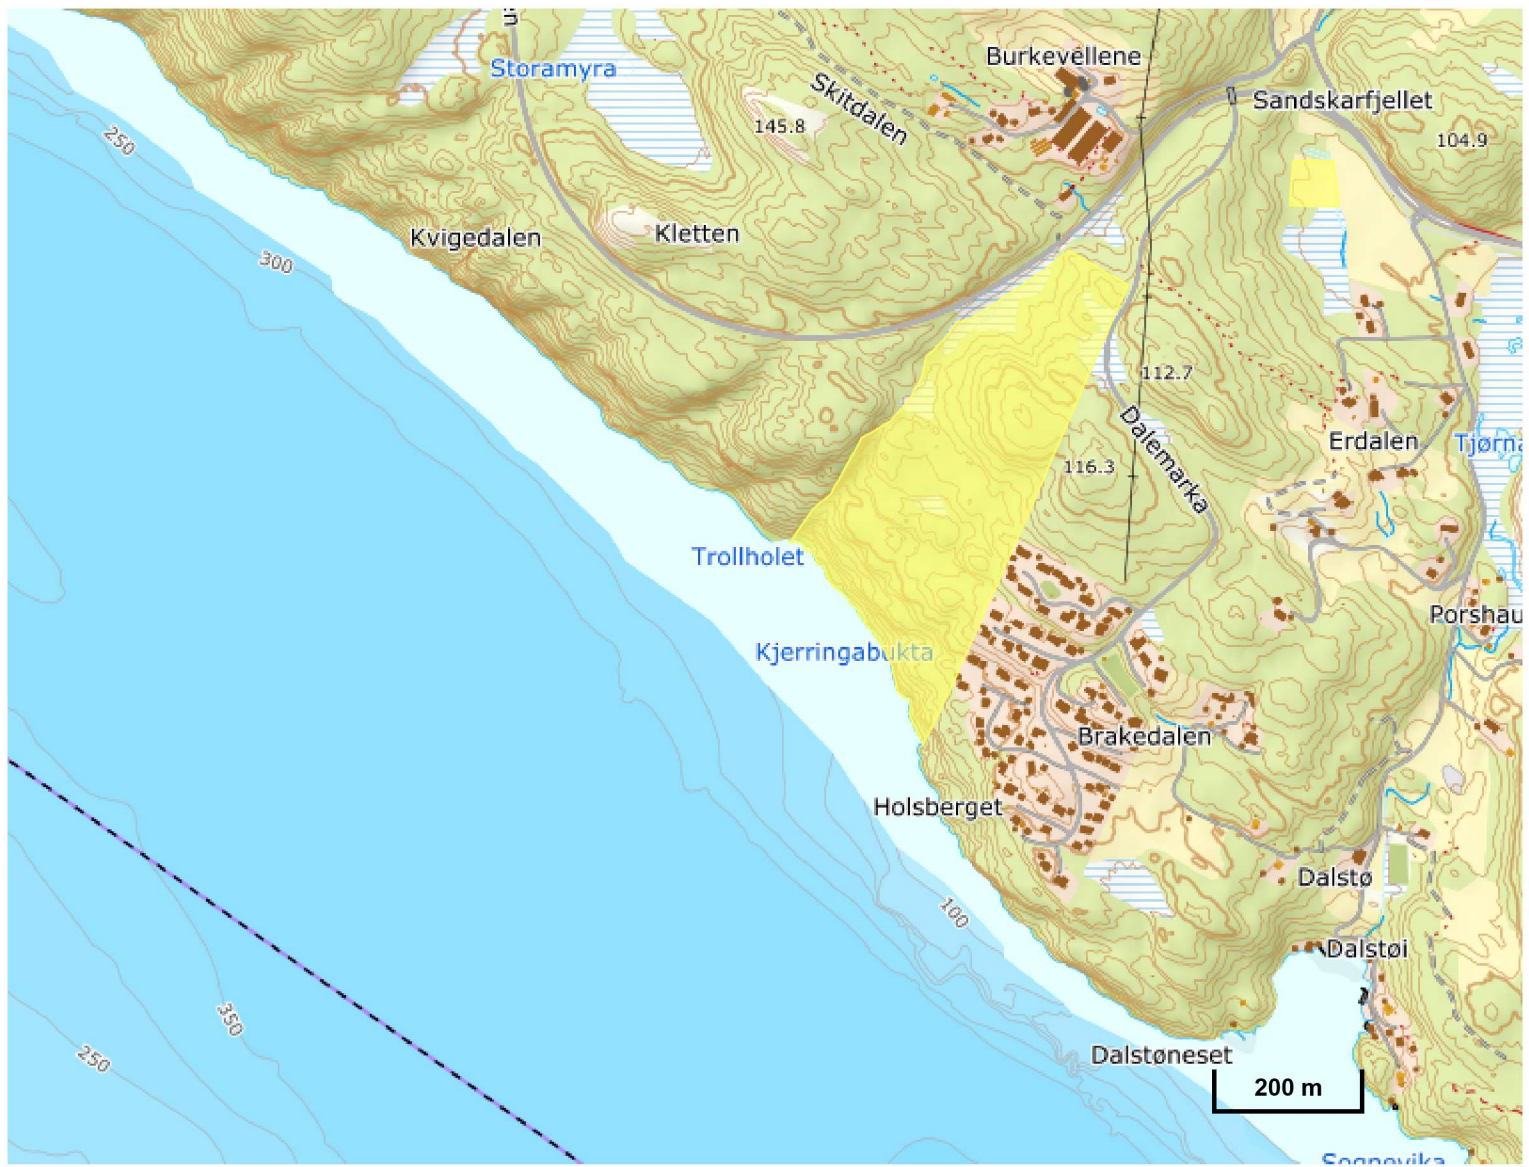 Burkevellene
Storamyra
Skitdalen
Sandskarfjellet
145.8
104.9
250
Kvigedalen
Kletten
300
112.7
Dalemarka
Erdalen
116.3
Trollholet
Porshau
Kjerringabukta
Brakedalen
Holsberget
Dalstø
100
Dalstøi
350
250
Dalstøneset
200 m